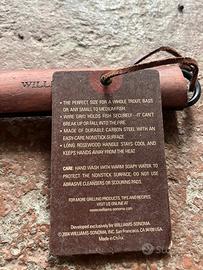 WILLI
• THE PERFECT SIZE FOR A WHOLE TROUT, BASS
OR ANY SMALL TO MEDIUM FISH.
• WIRE GRID HOLDS FISH SECURELY—IT CAN'T
BREAK UP OR FALL INTO THE FIRE.
• MADE OF DURABLE CARBON STEEL WITH AN
EASY-CARE NONSTICK SURFACE.
• LONG ROSEWOOD HANDLE STAYS COOL AND
KEEPS HANDS AWAY FROM THE HEAT.
CARE: HAND WASH WITH WARM SOAPY WATER. TO
PROTECT THE NONSTICK SURFACE, DO NOT USE
ABRASIVE CLEANSERS OR SCOURING PADS.
FOR MORE GRILLING PRODUCTS, TIPS AND RECIPES,
VISIT US ONLINE AT
www.williams-sonoma.com
Developed exclusively by WILLIAMS-SONOMA.
© 2004 WILLIAMS-SONOMA, INC. San Francisco, CA 94109 USA.
Made in China.